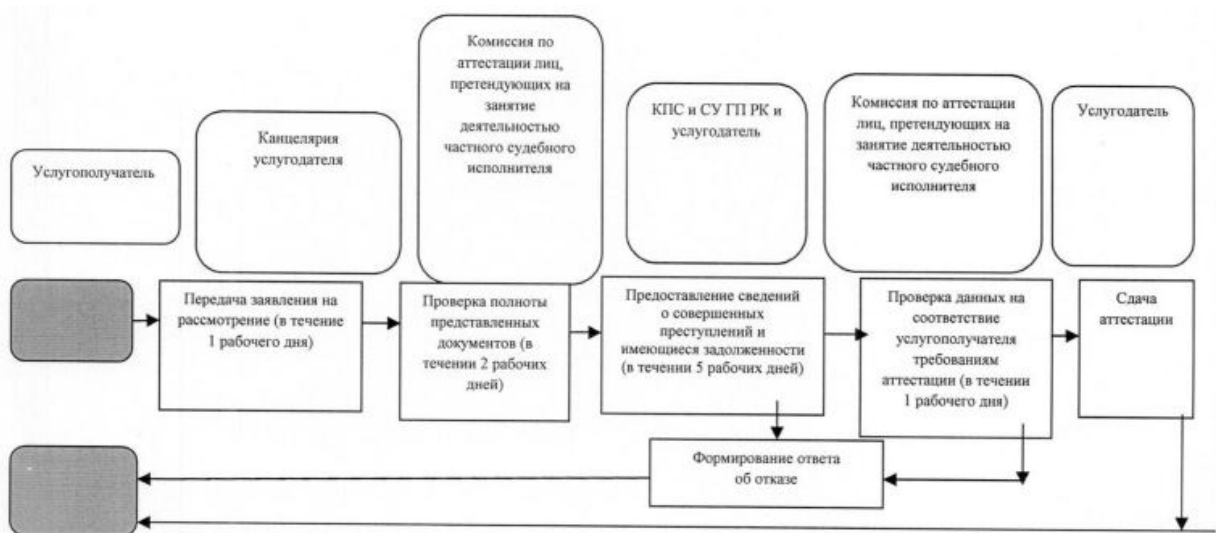 Услугополучатель
Канцелярия
услугодателя
Комиссия по
аттестации лиц,
претендующих на
занятие
деятельностью
частного судебного
исполнителя
КПС и СУ ГП РК и
услугодатель
Комиссия по аттестации
лиц, претендующих на
занятие деятельностью
частного судебного
исполнителя
Услугодатель
Передача заявления на
рассмотрение (в течение
1 рабочего дня)
Проверка полноты
представленных
документов (в
течении 2 рабочих
дней)
Предоставление сведений
о совершенных
преступлений и
имеющиеся задолженности
(в течении 5 рабочих дней)
Проверка данных на
соответствие
услугополучателя
требованиям
аттестации (в течении
1 рабочего дня)
Сдача
аттестации
Формирование ответа
об отказе